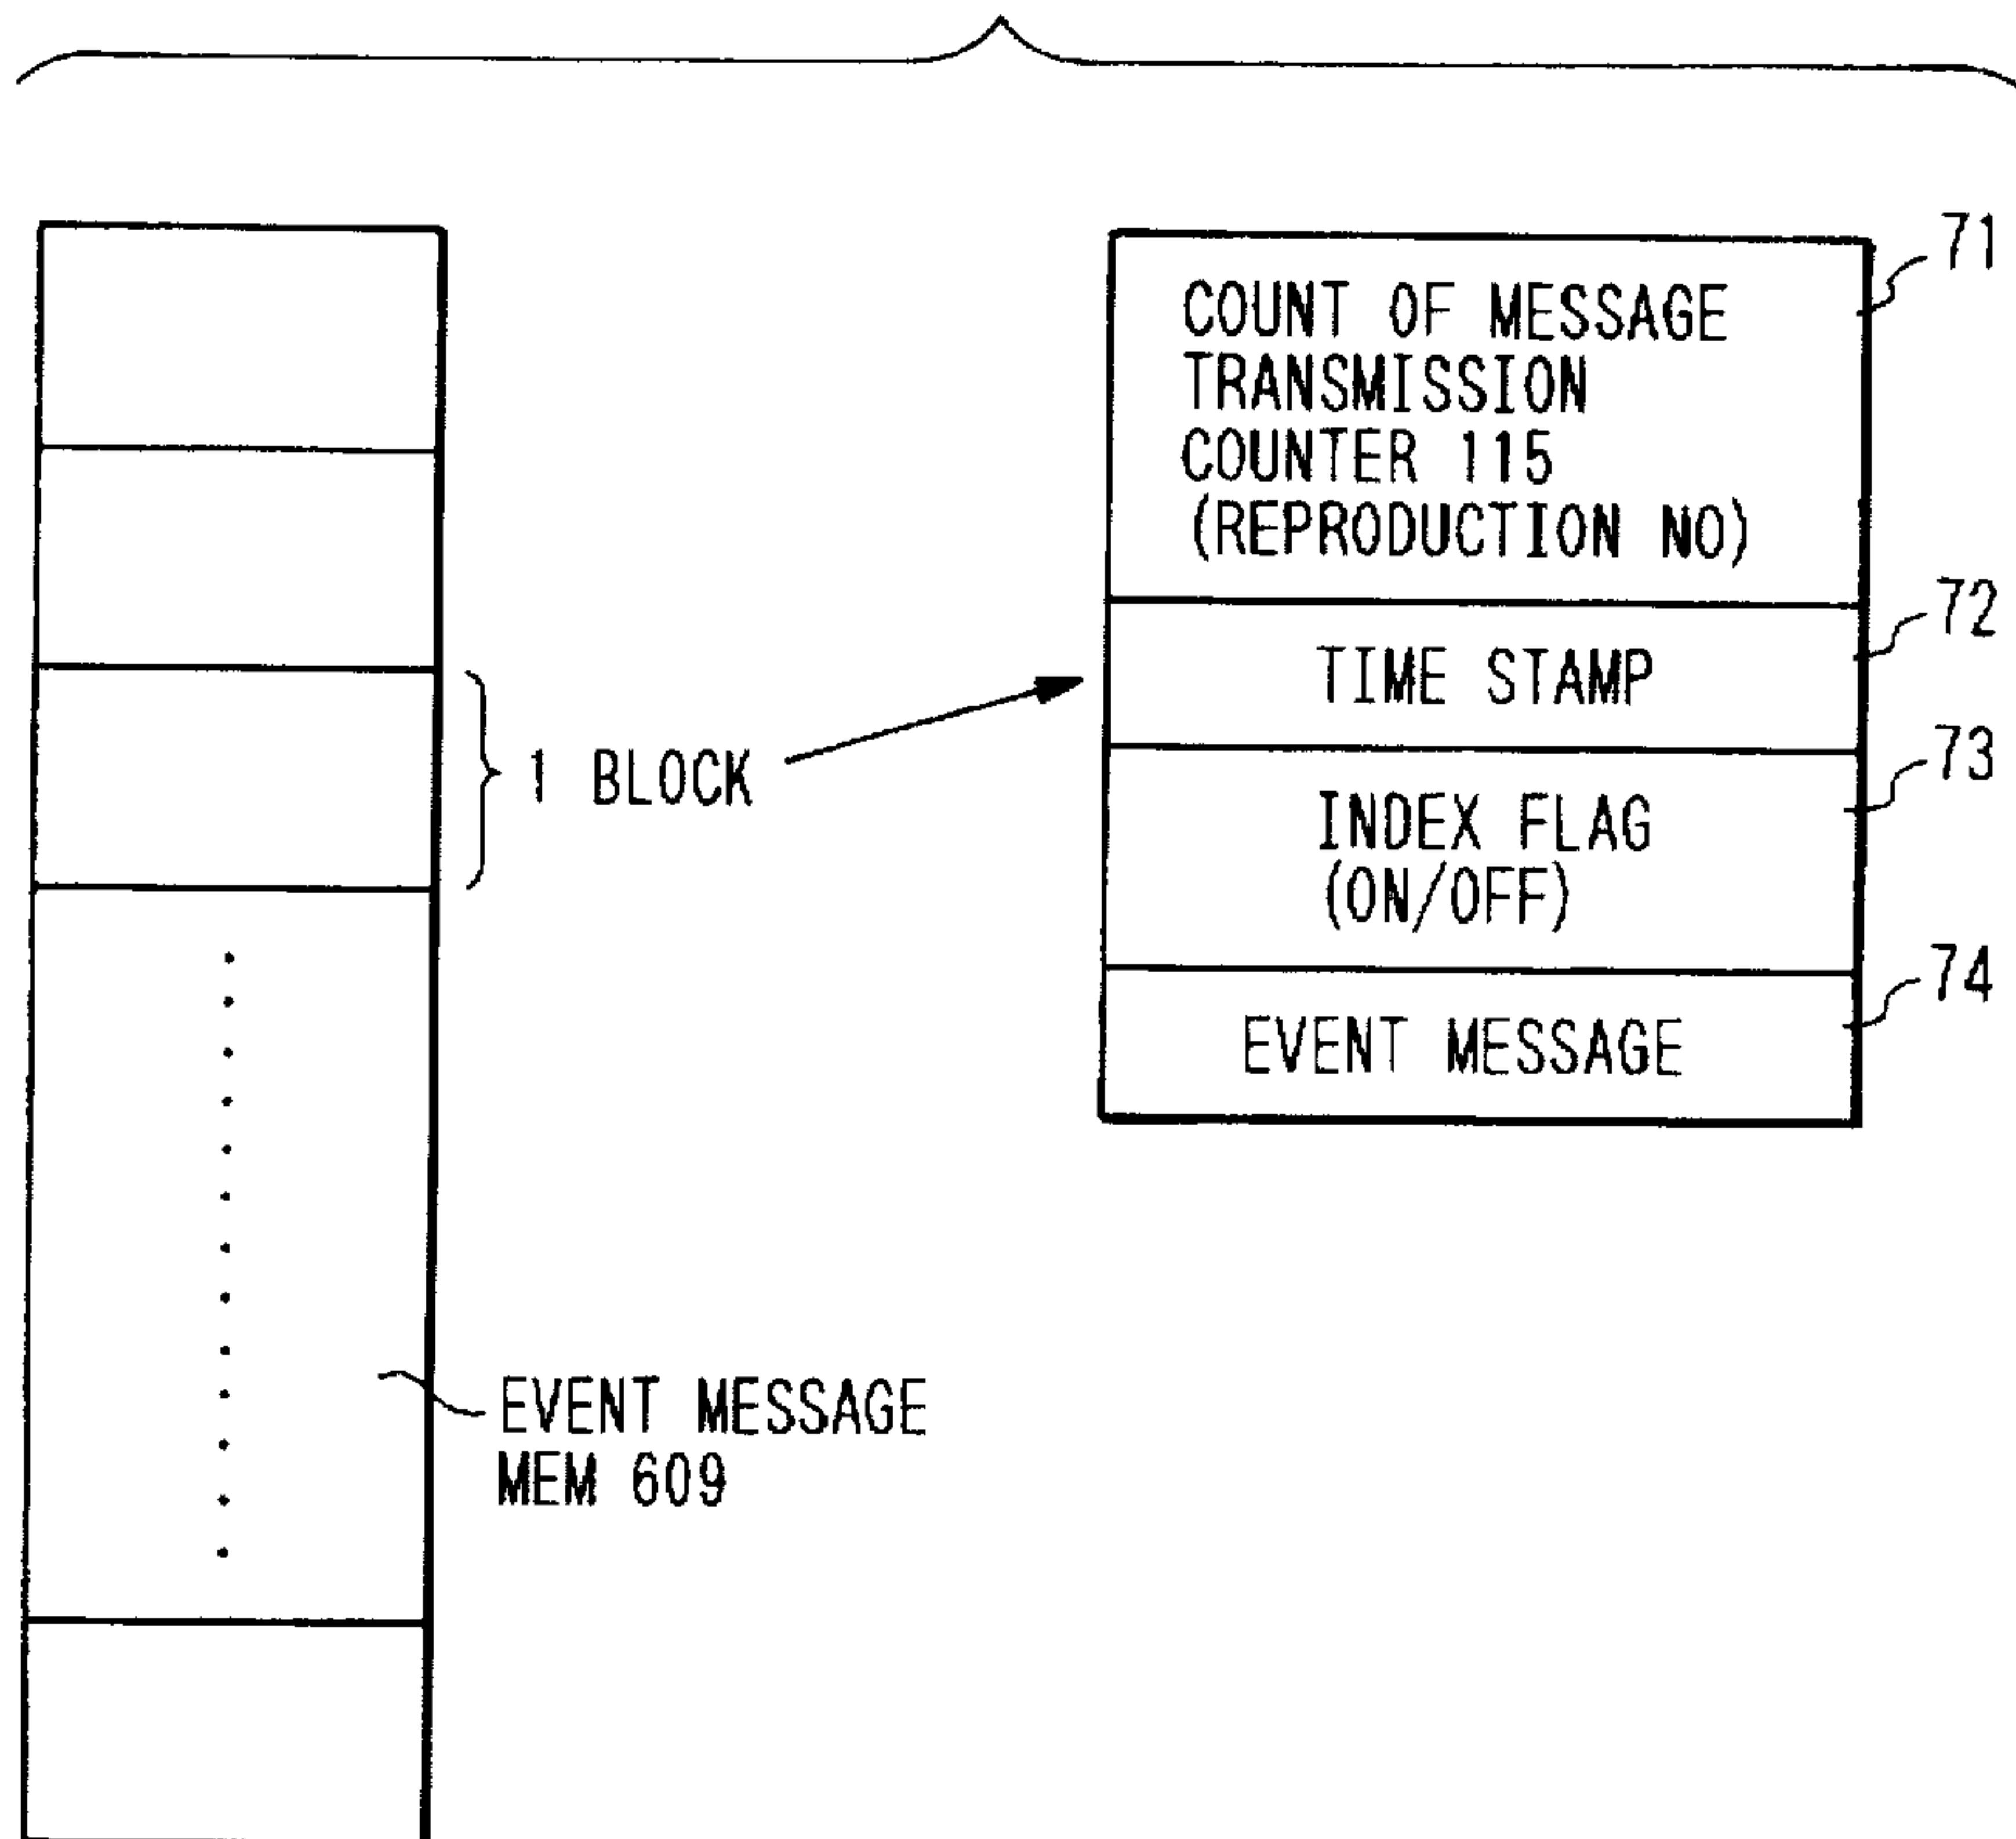 71
COUNT OF MESSAGE
TRANSMISSION
COUNTER 115
(REPRODUCTION NO)
72
TIME STAMP
73
1 BLOCK
INDEX FLAG
(ON/OFF)
74
EVENT MESSAGE
EVENT MESSAGE
MEM 609